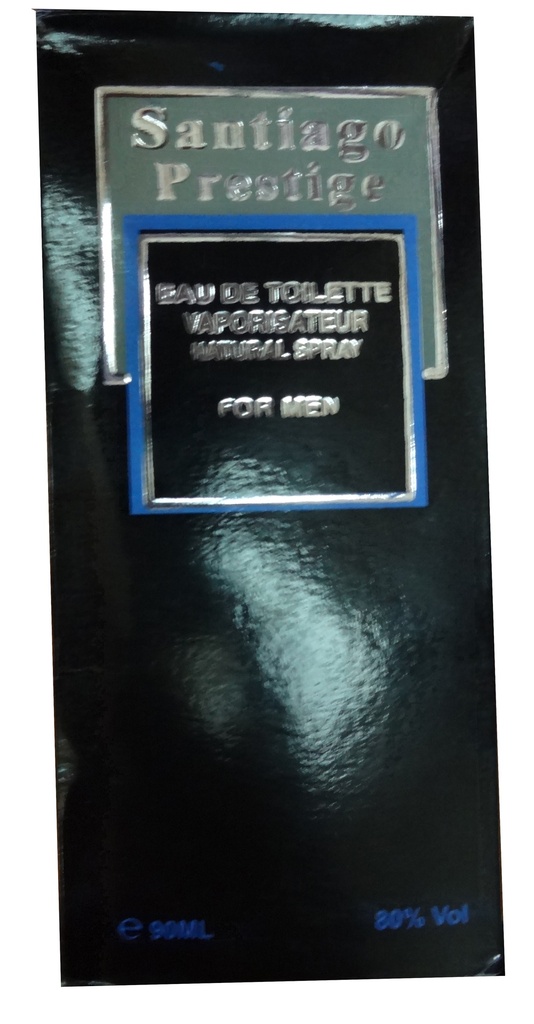 Santiago
Prestige
EAU DE TOILETTE
VAPORISATEUR
NATURAL SPRAY
FOR MEN
℮ 90ML 80% Vol